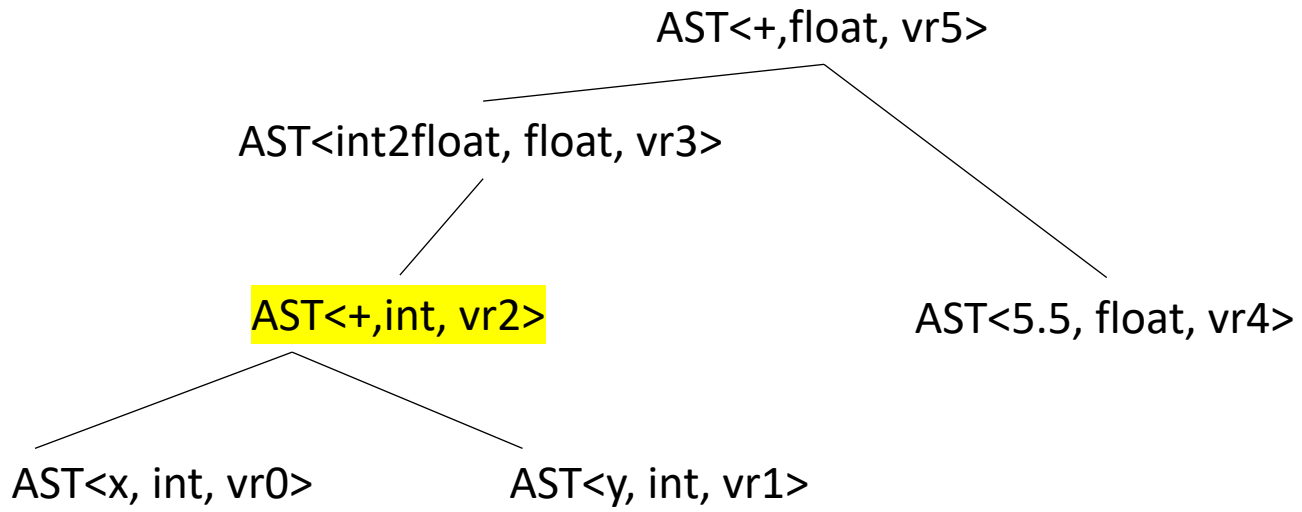 AST<+,float, vr5>
AST<int2float, float, vr3>
AST<+,int, vr2>
AST<5.5, float, vr4>
AST<x, int, vr0>
AST<y, int, vr1>